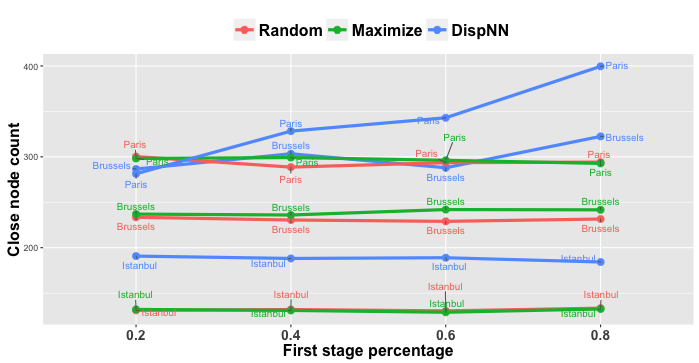 Random Maximize DispNN
Close node count
400
300
200
Paris
Paris
Brussels
Paris
Brussels
Brussels
Istanbul
Istanbul
Istanbul
Paris
Brussels
Paris
Paris
Brussels
Brussels
Istanbul
Istanbul
Istanbul
Paris
Paris
Paris
Brussels
Brussels
Brussels
Istanbul
Istanbul
Istanbul
Paris
Brussels
Paris
Paris
Brussels
Brussels
Istanbul
Istanbul
Istanbul
0.2 0.4 0.6 0.8
First stage percentage